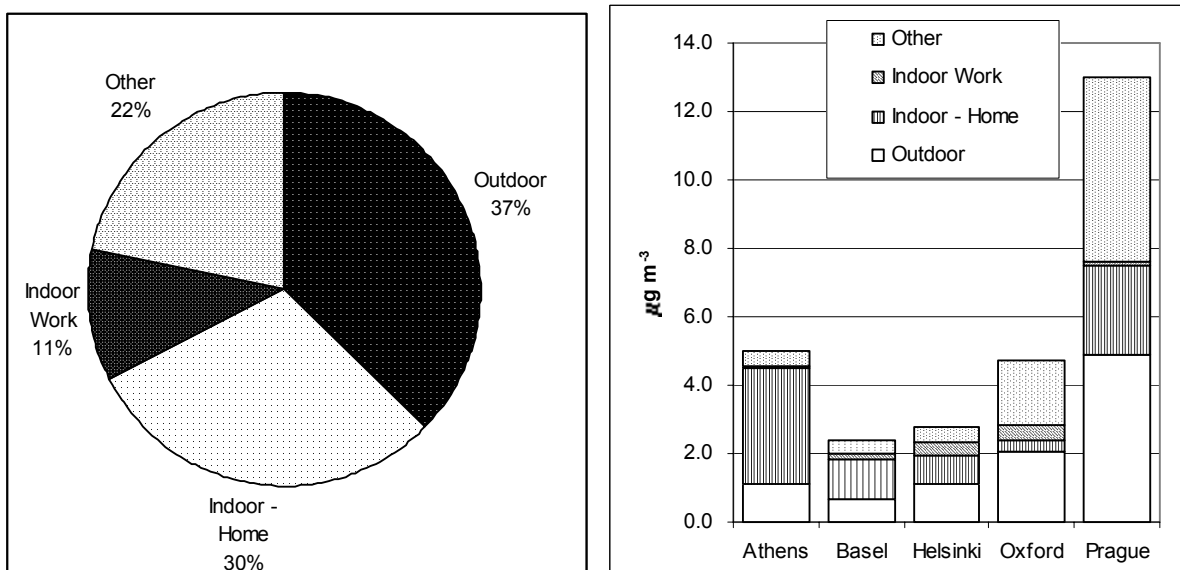 Other
22%
Outdoor
37%
Indoor
Work
11%
Indoor -
Home
30%
14.0
12.0
10.0
8.0
6.0
4.0
2.0
0.0
µg m-3
Other
Indoor Work
Indoor - Home
Outdoor
Athens Basel Helsinki Oxford Prague